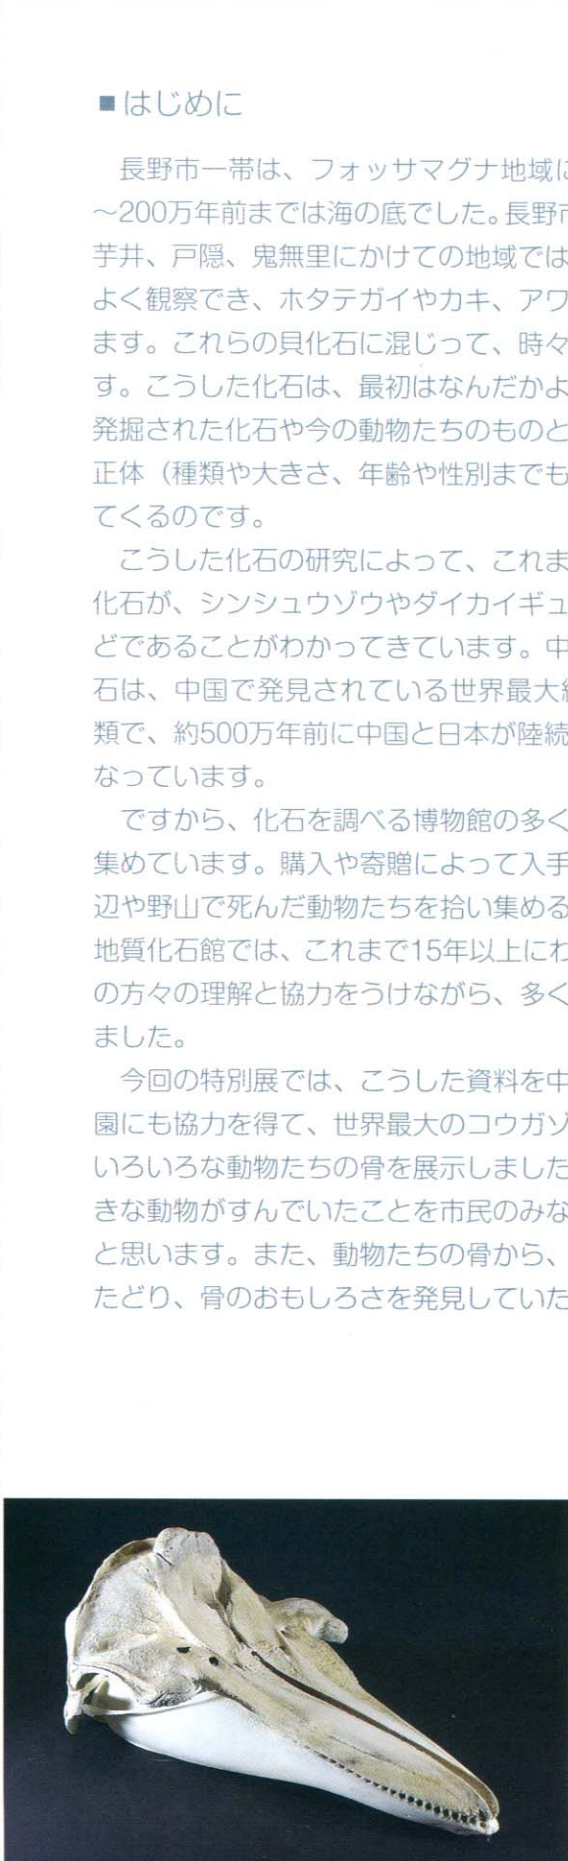 ■はじめに
長野市一帯は、フォッサマグナ地域に
～200万年前までは海の底でした。長野市
芋井、戸隠、鬼無里にかけての地域では
よく観察でき、ホタテガイやカキ、アワ
ます。これらの貝化石に混じって、時々
す。こうした化石は、最初はなんだかよ
発掘された化石や今の動物たちのものと
正体（種類や大きさ、年齢や性別までも
てくるのです。
こうした化石の研究によって、これま
化石が、シンシュウゾウやダイカイギュ
どであることがわかってきています。中
石は、中国で発見されている世界最大級
類で、約500万年前に中国と日本が陸続
なっています。
ですから、化石を調べる博物館の多く
集めています。購入や寄贈によって入手
辺や野山で死んだ動物たちを拾い集める
地質化石館では、これまで15年以上にわ
の方々の理解と協力をうけながら、多く
ました。
今回の特別展では、こうした資料を中
園にも協力を得て、世界最大のコウガゾ
いろいろな動物たちの骨を展示しました
きな動物がすんでいたことを市民のみな
と思います。また、動物たちの骨から、
たどり、骨のおもしろさを発見していた